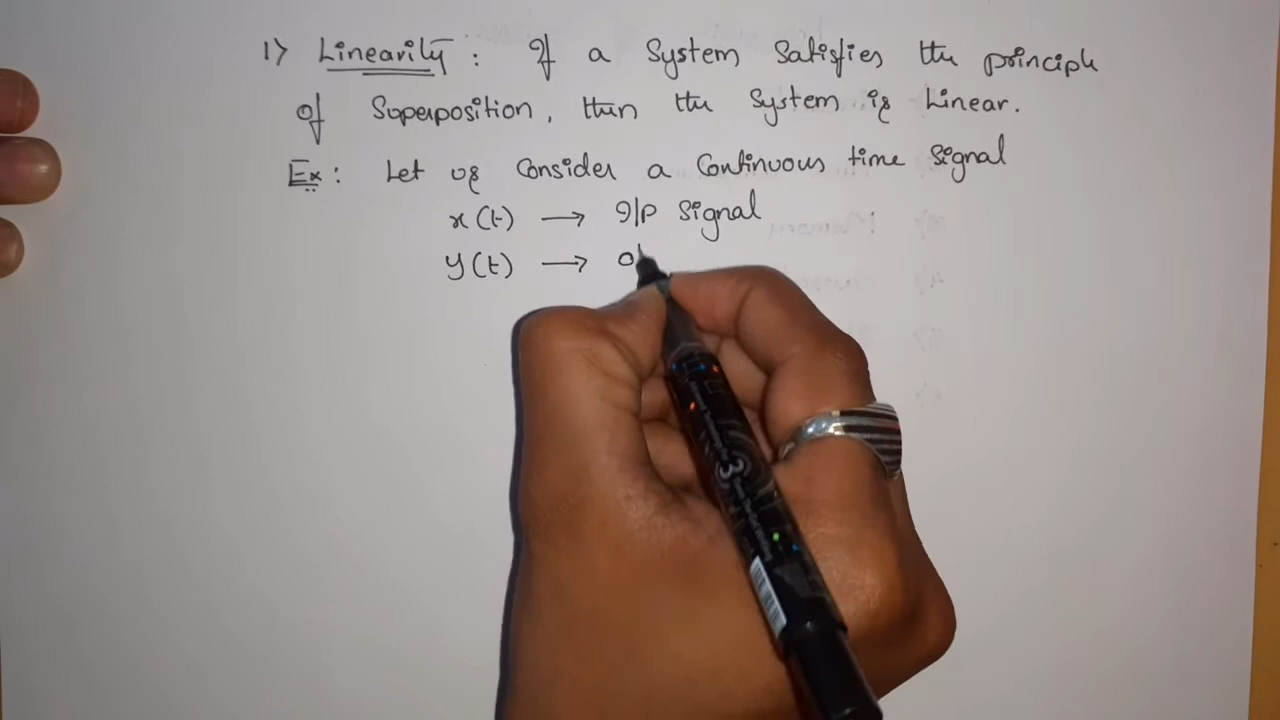 1) Linearity : If a System Satisfies the principle
of Superposition, then the System is Linear.
Ex : Let us Consider a Continuous time Signal
x(t) → I/P Signal
y(t) → O/
3